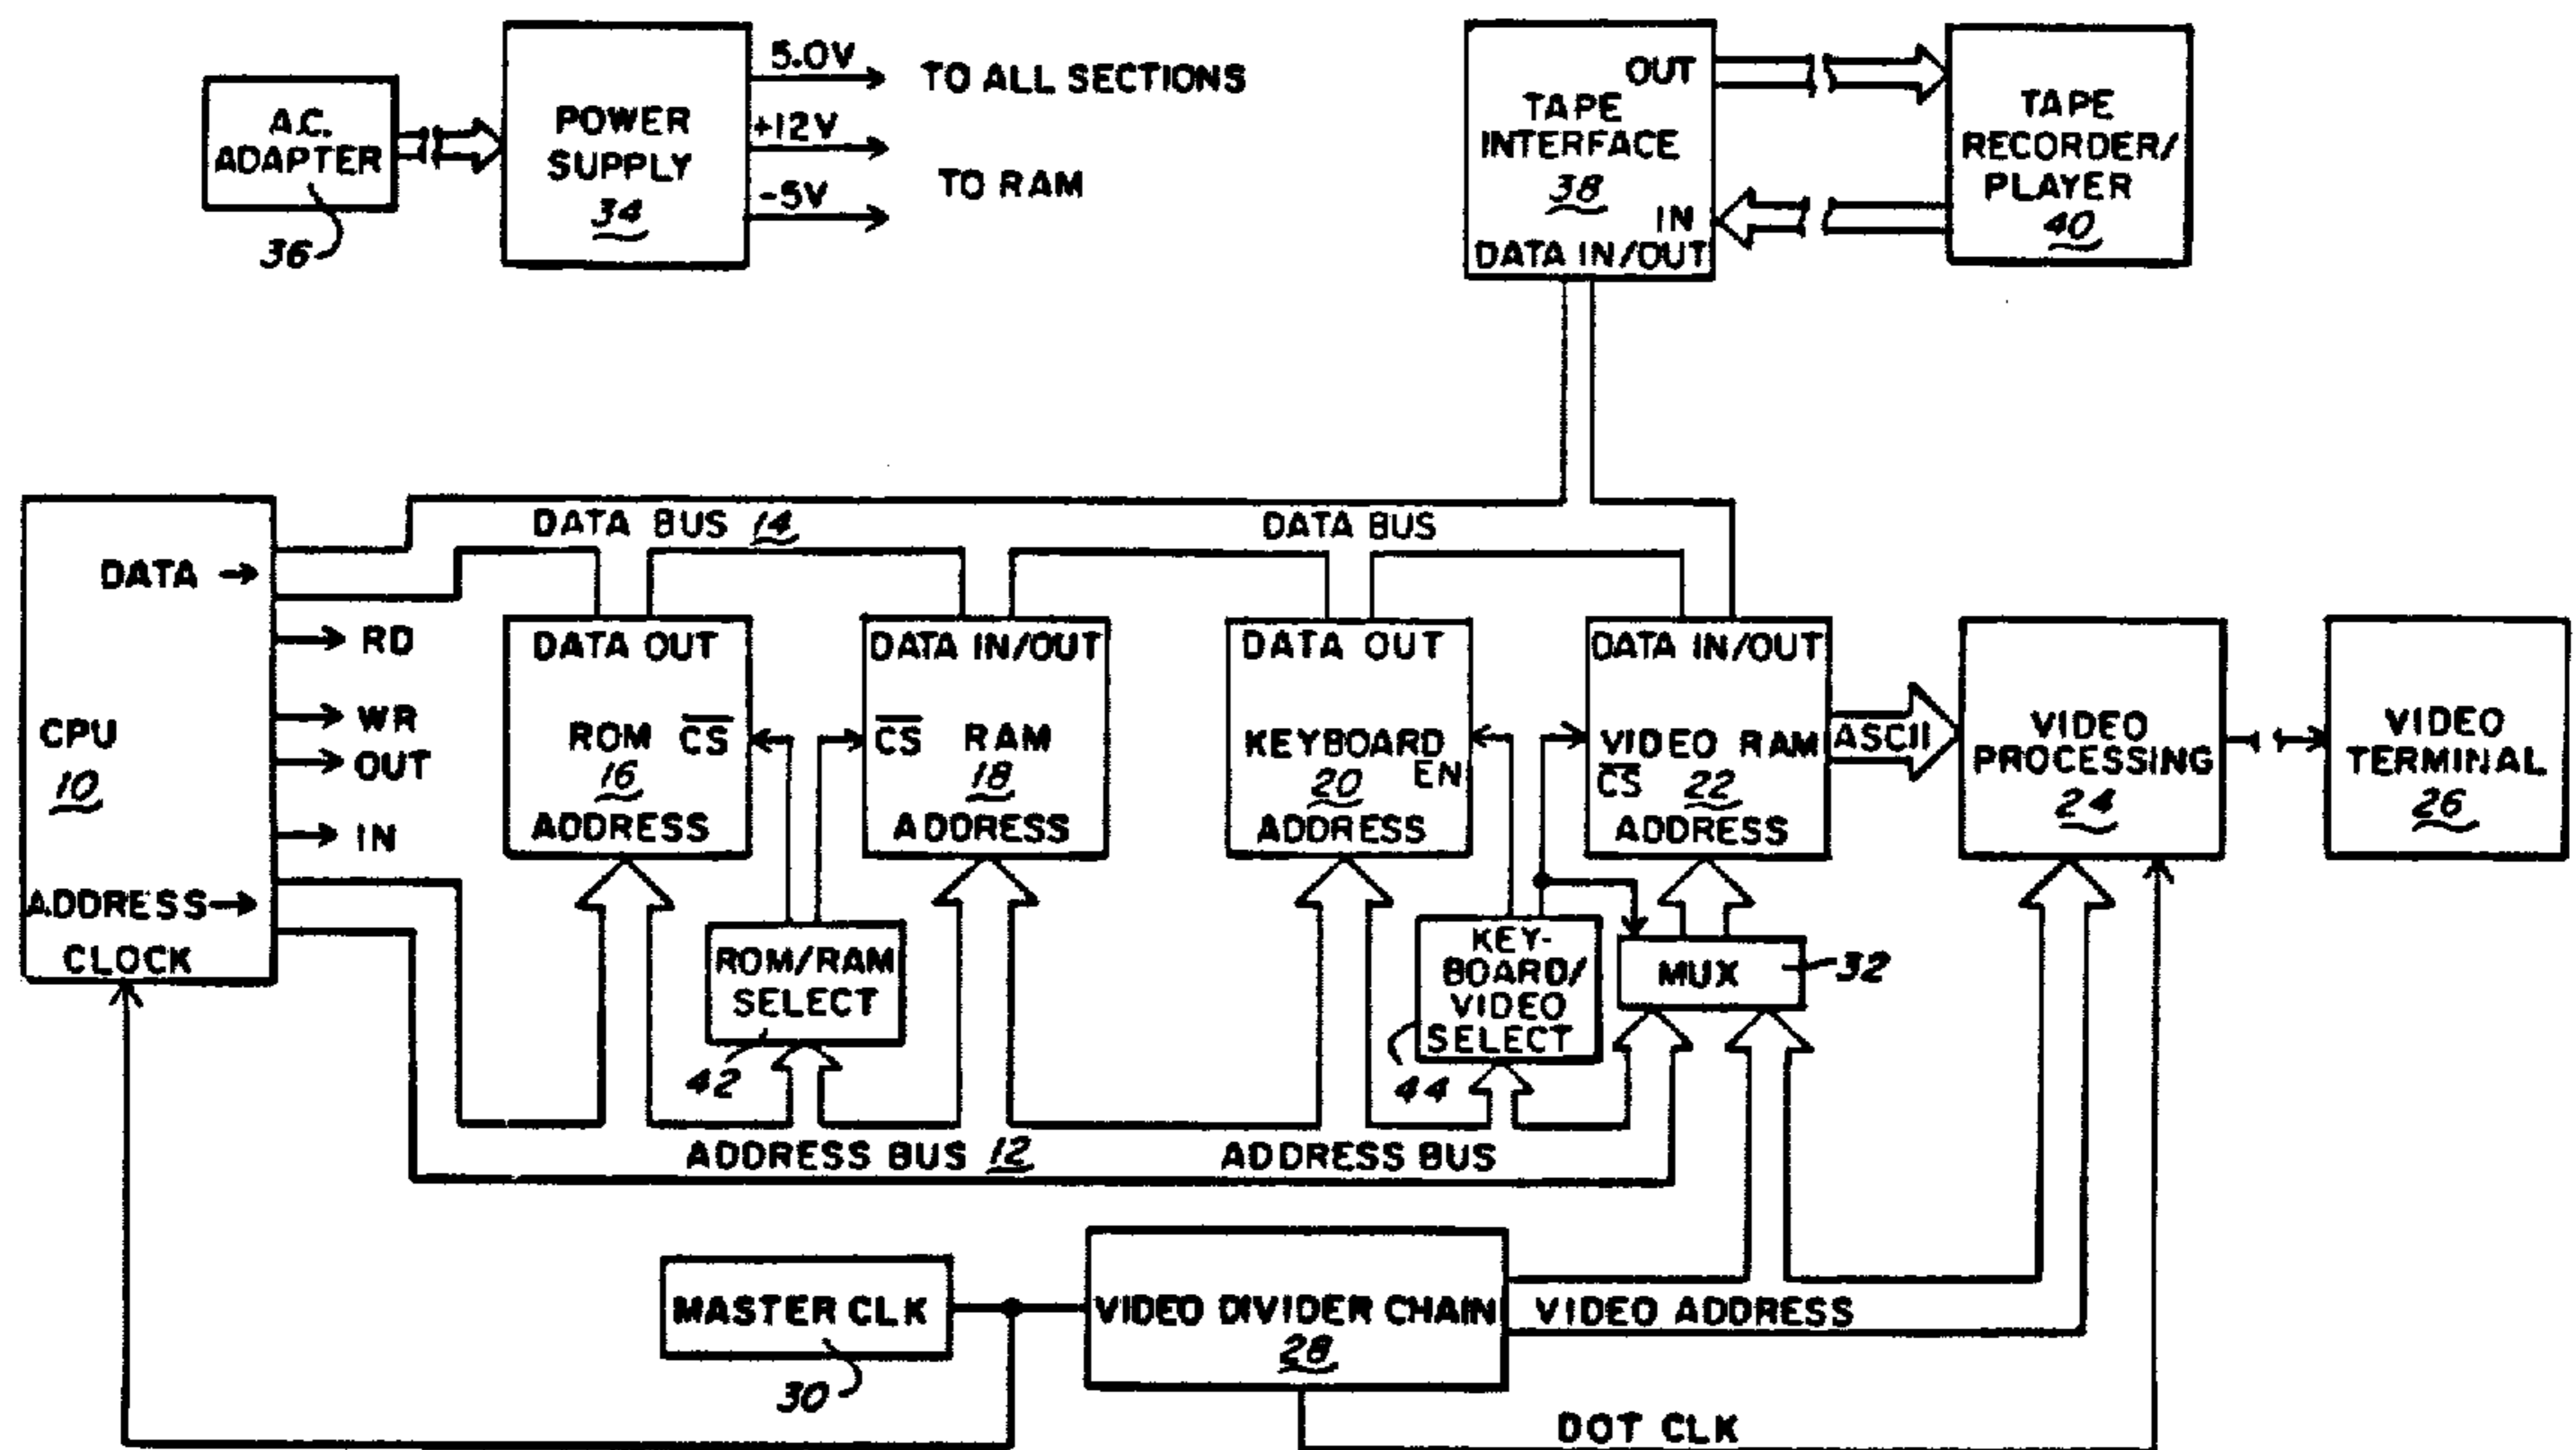 A.C.
ADAPTER
36
POWER
SUPPLY
34
5.0V
TO ALL SECTIONS
+12V
-5V
TO RAM
TAPE
INTERFACE
38
OUT
IN
DATA IN/OUT
TAPE
RECORDER/
PLAYER
40
DATA BUS 14
DATA BUS
DATA
CPU
10
ADDRESS
CLOCK
RD
WR
OUT
IN
DATA OUT
ROM CS
16
ADDRESS
DATA IN/OUT
CS RAM
18
ADDRESS
DATA OUT
KEYBOARD
20 EN
ADDRESS
DATA IN/OUT
VIDEO RAM
CS 22
ADDRESS
ASCII
VIDEO
PROCESSING
24
VIDEO
TERMINAL
26
ROM/RAM
SELECT
42
KEY-
BOARD/
VIDEO
SELECT
44
MUX
32
ADDRESS BUS 12
ADDRESS BUS
MASTER CLK
30
VIDEO DIVIDER CHAIN
28
VIDEO ADDRESS
DOT CLK